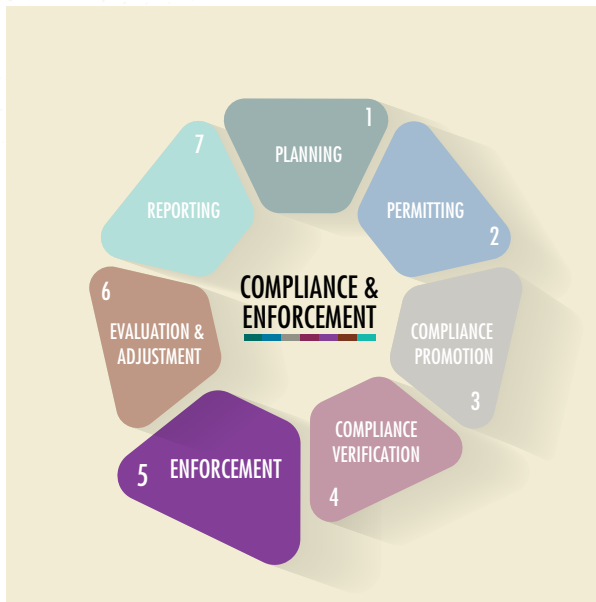 1
PLANNING
PERMITTING
2
COMPLIANCE
PROMOTION
3
COMPLIANCE
VERIFICATION
4
5 ENFORCEMENT
6
EVALUATION &
ADJUSTMENT
7
REPORTING
COMPLIANCE &
ENFORCEMENT